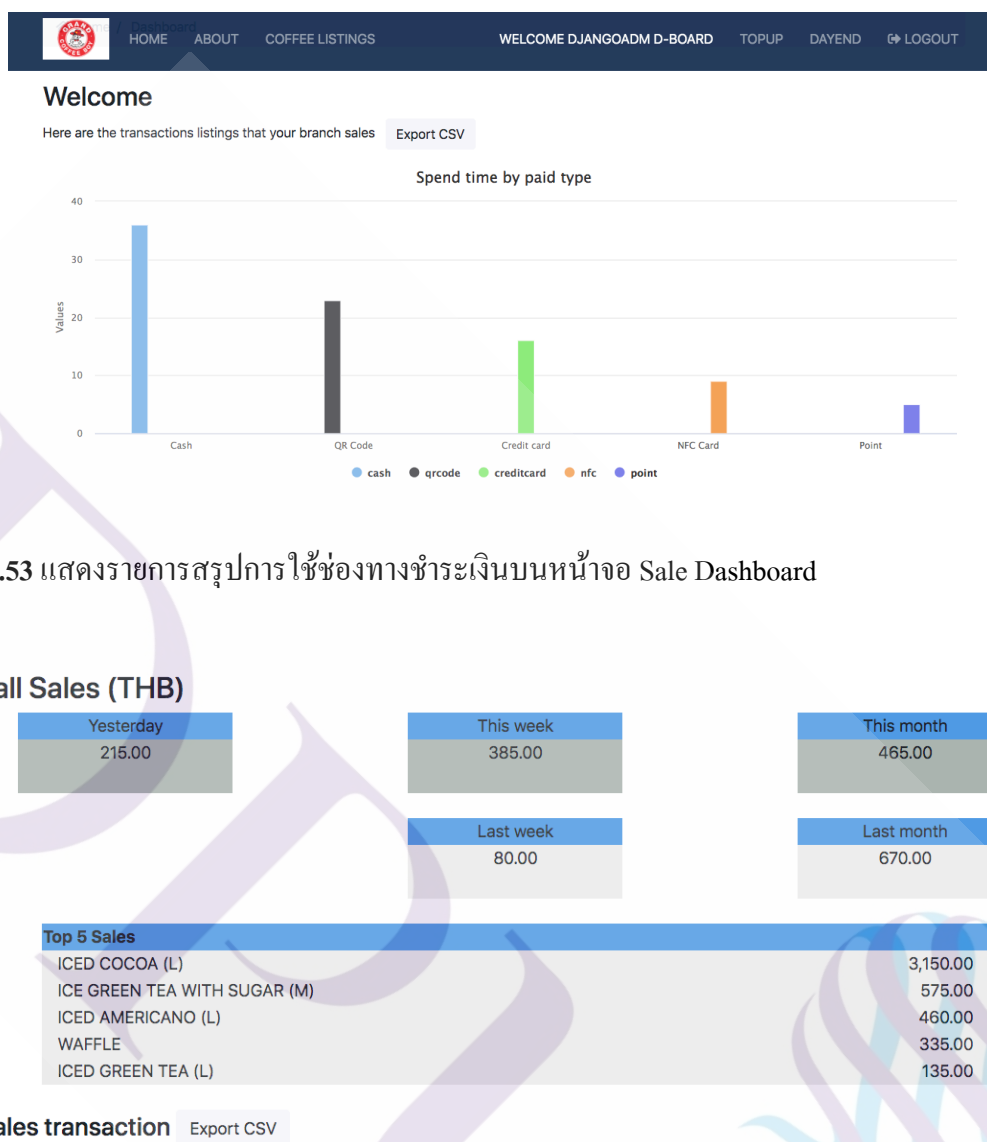 HOME ABOUT COFFEE LISTINGS WELCOME DJANGOADM D-BOARD TOPUP DAYEND LOGOUT
Welcome
Here are the transactions listings that your branch sales Export CSV
Spend time by paid type
40
30
20
10
0
Values
Cash QR Code Credit card NFC Card Point
cash qrcode creditcard nfc point
.53 แสดงรายการสรุปการใช้ช่องทางชำระเงินบนหน้าจอ Sale Dashboard
all Sales (THB)
Yesterday This week This month
215.00 385.00 465.00
Last week Last month
80.00 670.00
Top 5 Sales
ICED COCOA (L) 3,150.00
ICE GREEN TEA WITH SUGAR (M) 575.00
ICED AMERICANO (L) 460.00
WAFFLE 335.00
ICED GREEN TEA (L) 135.00
ales transaction Export CSV